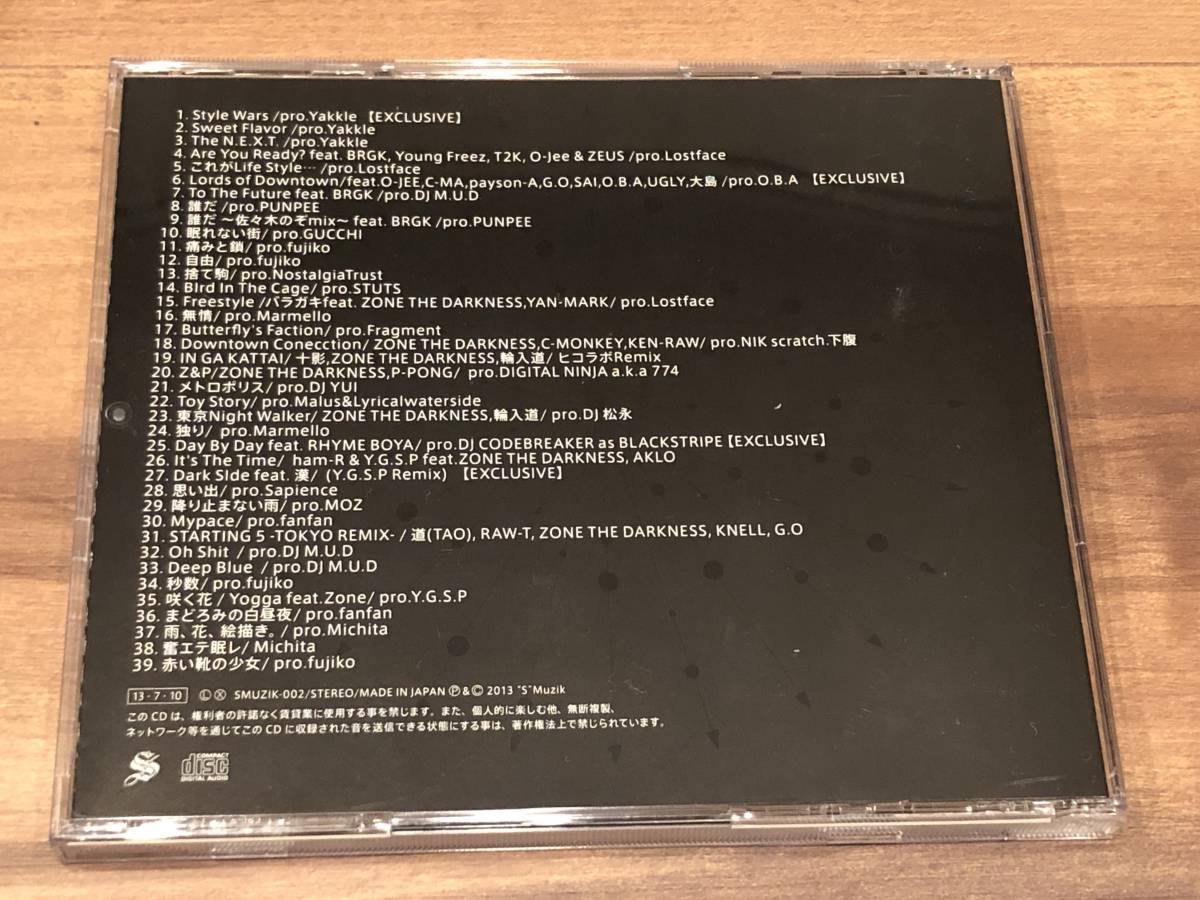 1. Style Wars /pro.Yakkle 【EXCLUSIVE】
2. Sweet Flavor /pro.Yakkle
3. The N.E.X.T. /pro.Yakkle
4. Are You Ready? feat. BRGK, Young Freez, T2K, O-Jee & ZEUS /pro.Lostface
5. これがLife Style… /pro.Lostface
6. Lords of Downtown/feat.O-JEE,C-MA,payson-A,G.O,SAI,O.B.A,UGLY,大島 /pro.O.B.A 【EXCLUSIVE】
7. To The Future feat. BRGK /pro.DJ M.U.D
8. 誰だ /pro.PUNPEE
9. 誰だ ～佐々木のぞmix～ feat. BRGK /pro.PUNPEE
10. 眠れない街/ pro.GUCCHI
11. 痛みと鎖/ pro.fujiko
12. 自由/ pro.fujiko
13. 捨て駒/ pro.NostalgiaTrust
14. BIrd In The Cage/ pro.STUTS
15. Freestyle /バラガキfeat. ZONE THE DARKNESS,YAN-MARK/ pro.Lostface
16. 無情/ pro.Marmello
17. Butterfly's Faction/ pro.Fragment
18. Downtown Conecction/ ZONE THE DARKNESS,C-MONKEY,KEN-RAW/ pro.NIK scratch.下腹
19. IN GA KATTAI/ 十影,ZONE THE DARKNESS,輪入道/ ヒコラボRemix
20. Z&P/ZONE THE DARKNESS,P-PONG/ pro.DIGITAL NINJA a.k.a 774
21. メトロポリス/ pro.DJ YUI
22. Toy Story/ pro.Malus&Lyricalwaterside
23. 東京Night Walker/ ZONE THE DARKNESS,輪入道/ pro.DJ 松永
24. 独り/ pro.Marmello
25. Day By Day feat. RHYME BOYA/ pro.DJ CODEBREAKER as BLACKSTRIPE【EXCLUSIVE】
26. It's The Time/ ham-R & Y.G.S.P feat.ZONE THE DARKNESS, AKLO
27. Dark SIde feat. 漢/ (Y.G.S.P Remix) 【EXCLUSIVE】
28. 思い出/ pro.Sapience
29. 降り止まない雨/ pro.MOZ
30. Mypace/ pro.fanfan
31. STARTING 5 -TOKYO REMIX- / 道(TAO), RAW-T, ZONE THE DARKNESS, KNELL, G.O
32. Oh Shit / pro.DJ M.U.D
33. Deep Blue / pro.DJ M.U.D
34. 秒数/ pro.fujiko
35. 咲く花 / Yogga feat.Zone/ pro.Y.G.S.P
36. まどろみの白昼夜/ pro.fanfan
37. 雨、花、絵描き。/ pro.Michita
38. 奮エテ眠レ/ Michita
39. 赤い靴の少女/ pro.fujiko
13・7・10 Ⓛ Ⓧ SMUZIK-002/STEREO/MADE IN JAPAN Ⓟ&© 2013 "S"Muzik
このCDは、権利者の許諾なく賃貸業に使用する事を禁じます。また、個人的に楽しむ他、無断複製、
ネットワーク等を通じてこのCDに収録された音を送信できる状態にする事は、著作権法上で禁じられています。
S COMPACT disc DIGITAL AUDIO